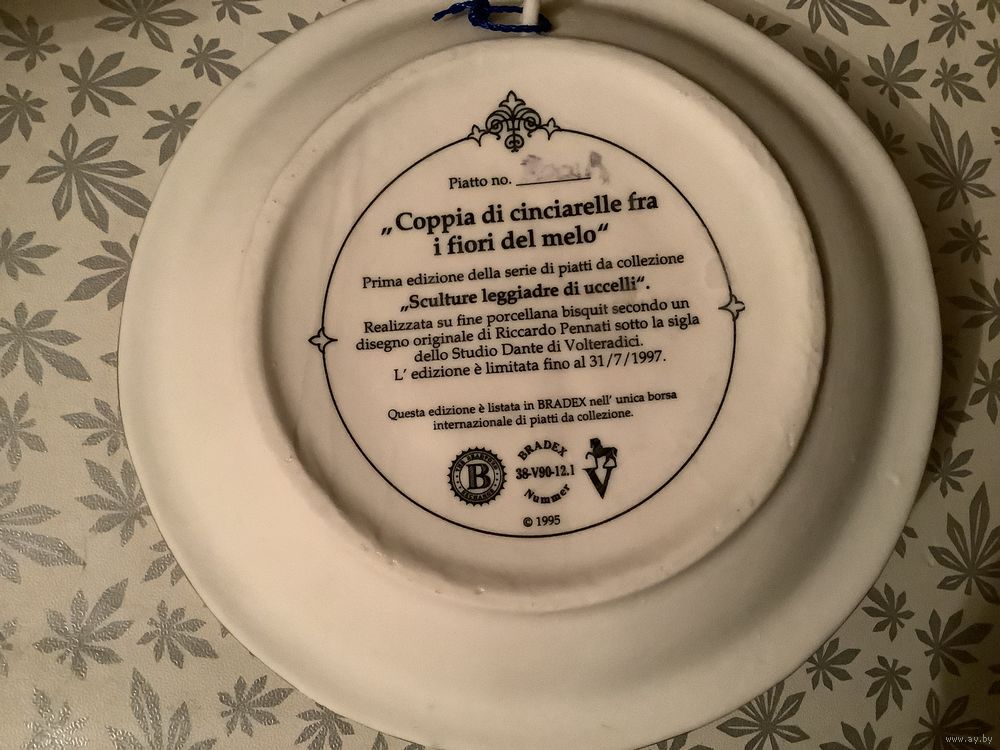 Piatto no.
„Coppia di cinciarelle fra
i fiori del melo“
Prima edizione della serie di piatti da collezione
„Sculture leggiadre di uccelli“.
Realizzata su fine porcellana bisquit secondo un
disegno originale di Riccardo Pennati sotto la sigla
dello Studio Dante di Volteradici.
L' edizione è limitata fino al 31/7/1997.
Questa edizione è listata in BRADEX nell' unica borsa
internazionale di piatti da collezione.
THE BRADFORD
B
EXCHANGE
BRADEX
38-V90-12.1
Nummer
V
© 1995
www.ay.by